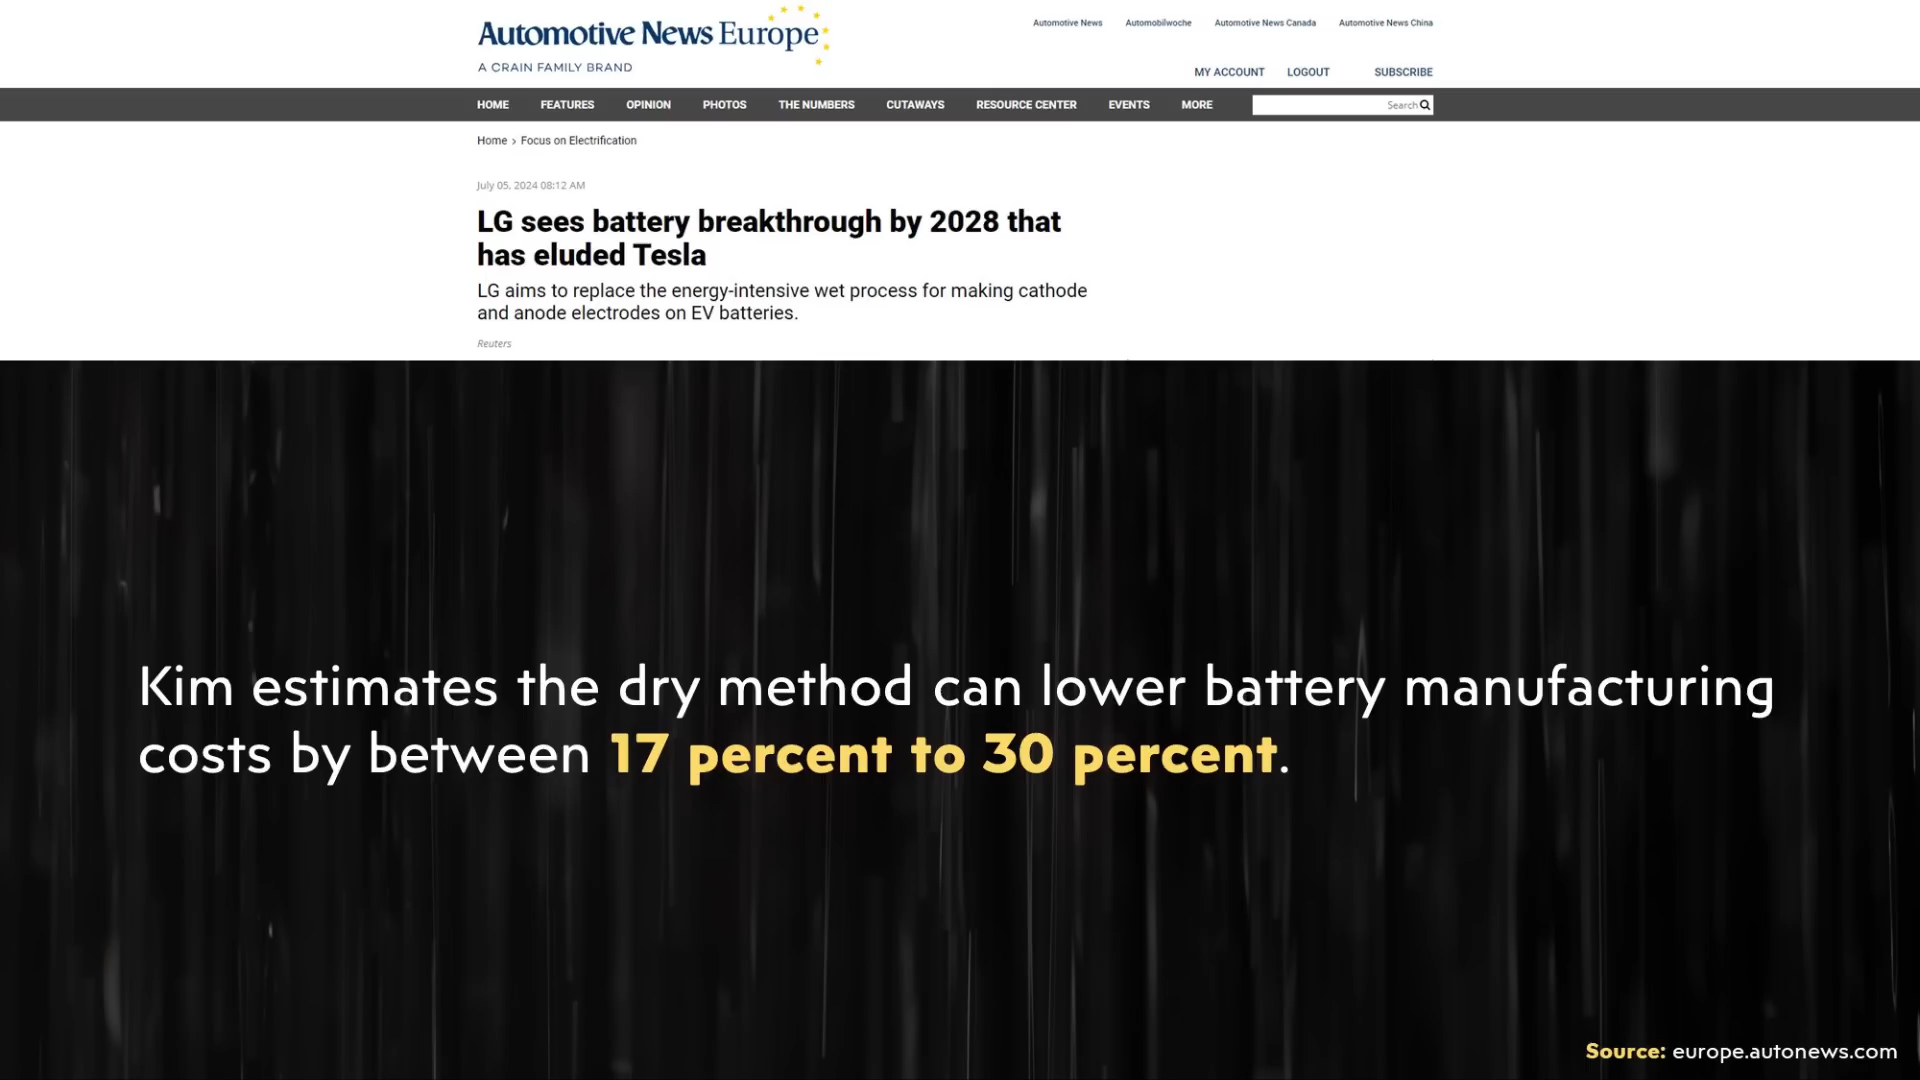 Automotive News Europe
A CRAIN FAMILY BRAND
Automotive News Automobilwoche Automotive News Canada Automotive News China
MY ACCOUNT LOGOUT SUBSCRIBE
HOME FEATURES OPINION PHOTOS THE NUMBERS CUTAWAYS RESOURCE CENTER EVENTS MORE Search
Home > Focus on Electrification
July 05, 2024 08:12 AM
LG sees battery breakthrough by 2028 that
has eluded Tesla
LG aims to replace the energy-intensive wet process for making cathode
and anode electrodes on EV batteries.
Reuters
Kim estimates the dry method can lower battery manufacturing
costs by between 17 percent to 30 percent.
Source: europe.autonews.com